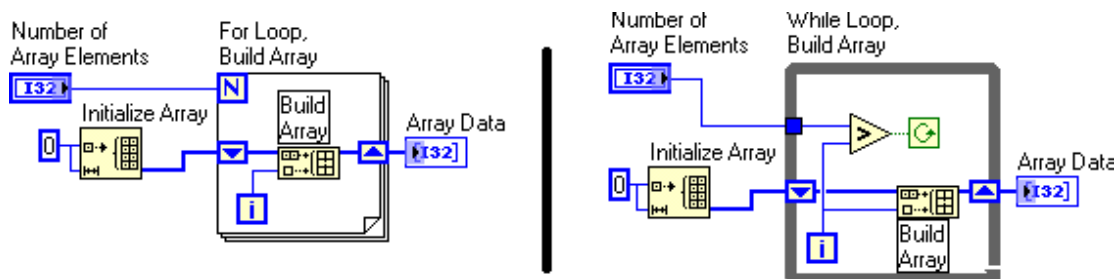 Number of
Array Elements
I32
Initialize Array
0
For Loop,
Build Array
N
Build
Array
i
Array Data
[I32]
Number of
Array Elements
I32
Initialize Array
0
While Loop,
Build Array
>
i
Build
Array
Array Data
[I32]